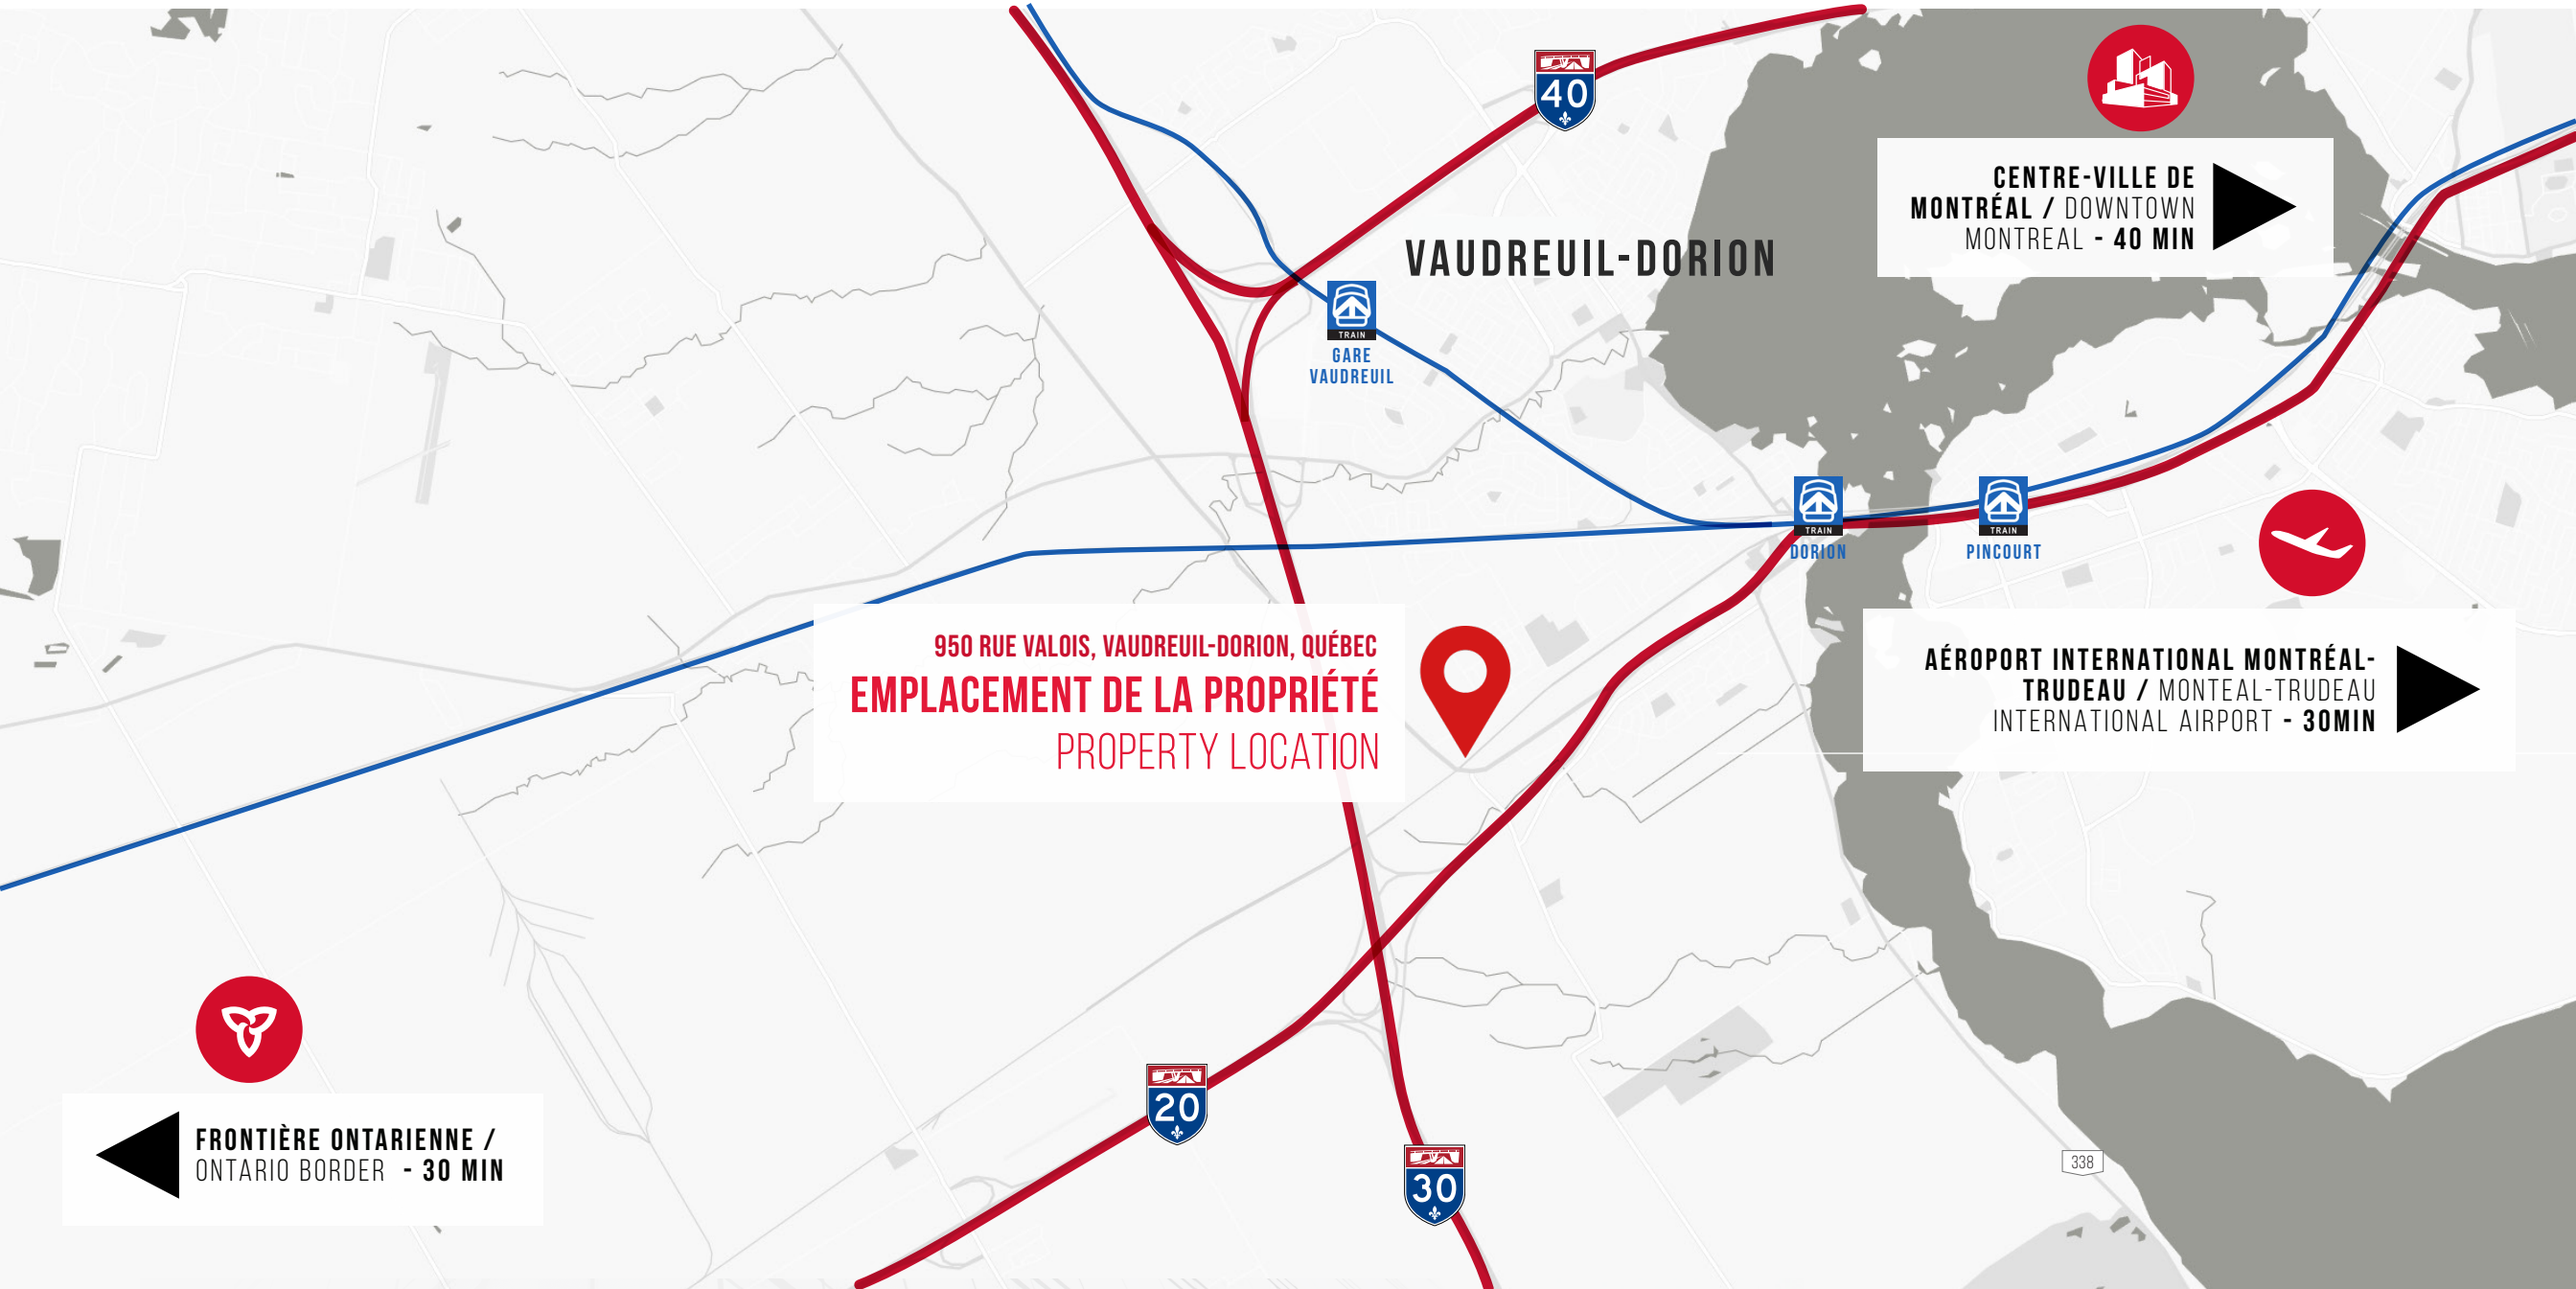 40
CENTRE-VILLE DE
MONTRÉAL / DOWNTOWN
MONTREAL - 40 MIN
VAUDREUIL-DORION
TRAIN
GARE
VAUDREUIL
TRAIN
DORION
TRAIN
PINCOURT
950 RUE VALOIS, VAUDREUIL-DORION, QUÉBEC
EMPLACEMENT DE LA PROPRIÉTÉ
PROPERTY LOCATION
AÉROPORT INTERNATIONAL MONTRÉAL-
TRUDEAU / MONTEAL-TRUDEAU
INTERNATIONAL AIRPORT - 30MIN
FRONTIÈRE ONTARIENNE /
ONTARIO BORDER - 30 MIN
20
30
338